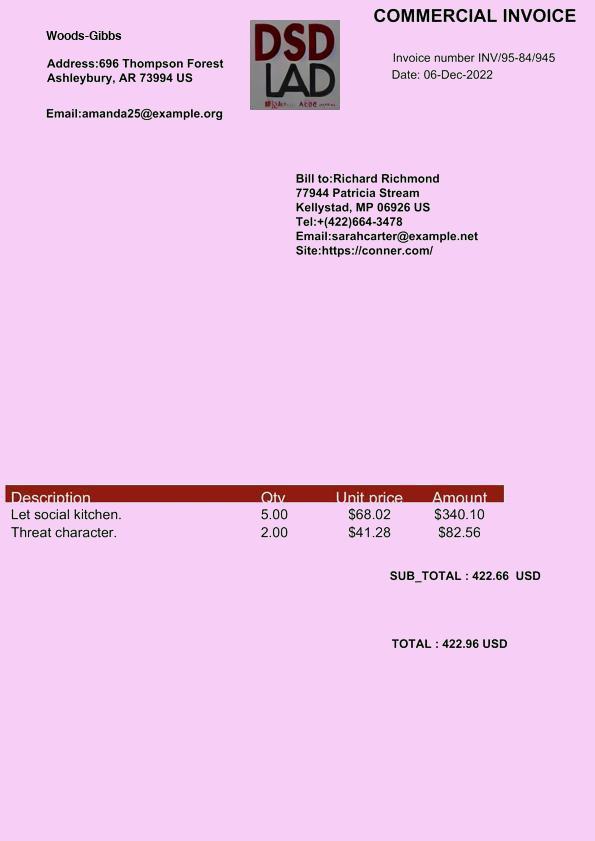 COMMERCIAL INVOICE
Woods-Gibbs
Address:696 Thompson Forest
Ashleybury, AR 73994 US
Email:amanda25@example.org
DSD
LAD
Invoice number INV/95-84/945
Date: 06-Dec-2022
Bill to:Richard Richmond
77944 Patricia Stream
Kellystad, MP 06926 US
Tel:+(422)664-3478
Email:sarahcarter@example.net
Site:https://conner.com/
Description Qty Unit price Amount
Let social kitchen. 5.00 $68.02 $340.10
Threat character. 2.00 $41.28 $82.56
SUB_TOTAL : 422.66 USD
TOTAL : 422.96 USD